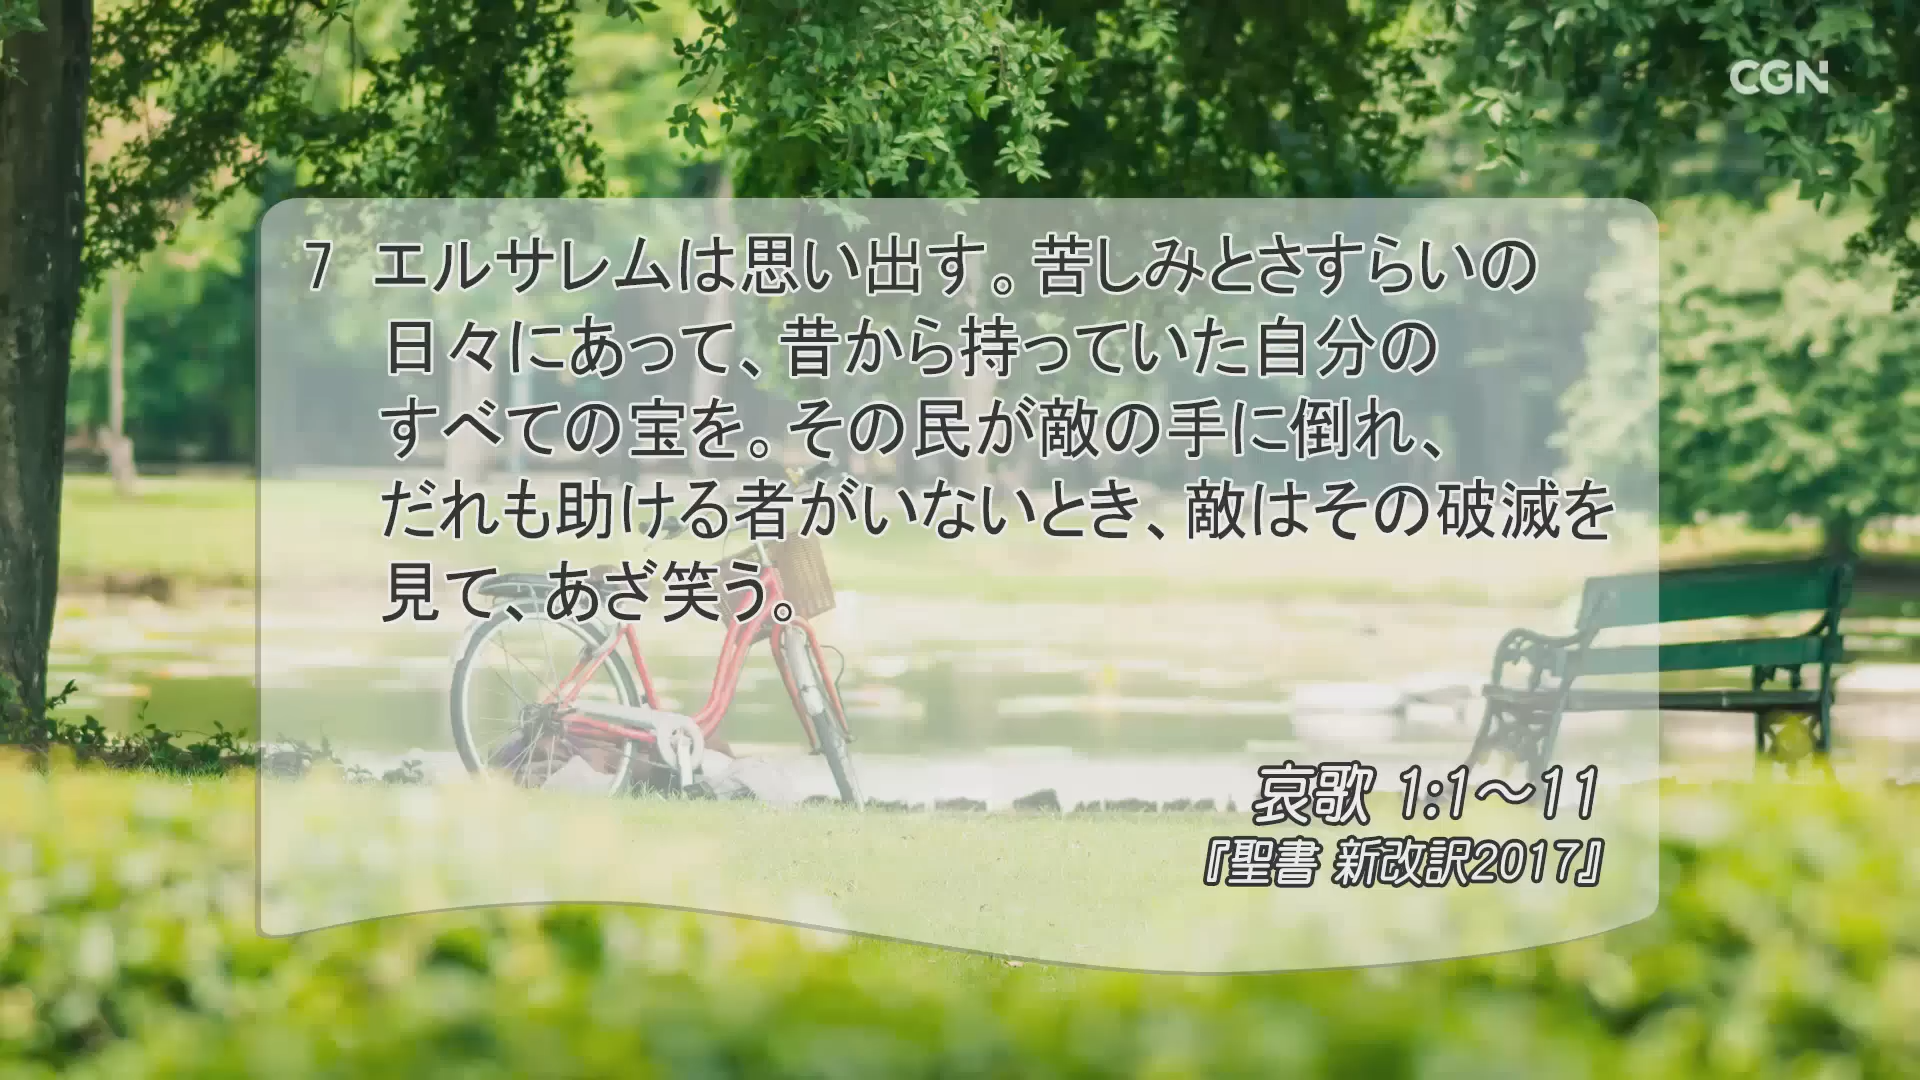 CGN
7 エルサレムは思い出す。苦しみとさすらいの
日々にあって、昔から持っていた自分の
すべての宝を。その民が敵の手に倒れ、
だれも助ける者がいないとき、敵はその破滅を
見て、あざ笑う。
哀歌 1:1～11
『聖書 新改訳2017』